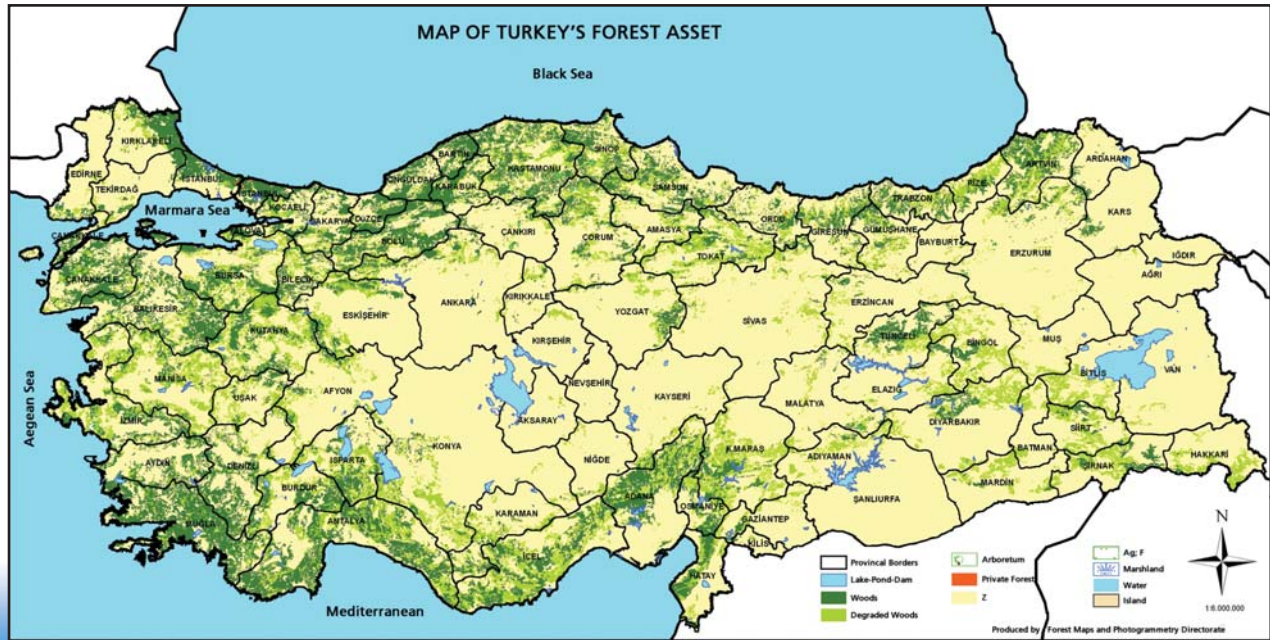 MAP OF TURKEY'S FOREST ASSET
Black Sea
KIRKLARELİ
EDİRNE
TEKİRDAĞ
İSTANBUL
İSTANBUL
Marmara Sea
KOCAELİ
SAKARYA
DÜZCE
ZONGULDAK
BARTIN
KARABÜK
KASTAMONU
SİNOP
SAMSUN
ORDU
GİRESUN
TRABZON
RİZE
ARTVİN
ARDAHAN
KARS
ÇANAKKALE
YALOVA
BOLU
ÇANKIRI
ÇORUM
AMASYA
TOKAT
GÜMÜŞHANE
BAYBURT
ERZURUM
IĞDIR
AĞRI
ÇANAKKALE
BURSA
BİLECİK
BALIKESİR
ESKİŞEHİR
ANKARA
KIRIKKALE
YOZGAT
SİVAS
ERZİNCAN
KÜTAHYA
KIRŞEHİR
TUNCELİ
BİNGÖL
MUŞ
Aegean Sea
MANİSA
UŞAK
AFYON
NEVŞEHİR
KAYSERİ
MALATYA
ELAZIĞ
BİTLİS
VAN
İZMİR
AKSARAY
DİYARBAKIR
SİİRT
AYDIN
DENİZLİ
ISPARTA
KONYA
NİĞDE
K.MARAŞ
ADIYAMAN
BATMAN
ŞIRNAK
HAKKARİ
BURDUR
ADANA
OSMANİYE
ŞANLIURFA
MARDİN
MUĞLA
ANTALYA
KARAMAN
İÇEL
GAZİANTEP
KİLİS
HATAY
Mediterranean
Provincal Borders
Lake-Pond-Dam
Woods
Degraded Woods
Arboretum
Private Forest
Z
Ag; F
Marshland
Water
Island
N
1:6.000.000
Produced by Forest Maps and Photogrammetry Directorate